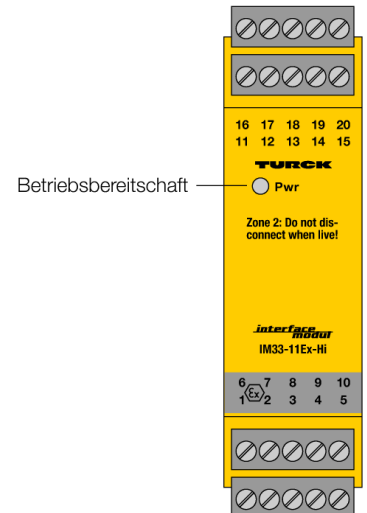 16 17 18 19 20
11 12 13 14 15
TURCK
Betriebsbereitschaft
Pwr
Zone 2: Do not dis-
connect when live!
interface
modul
IM33-11Ex-Hi
6 7 8 9 10
Ex
1 2 3 4 5